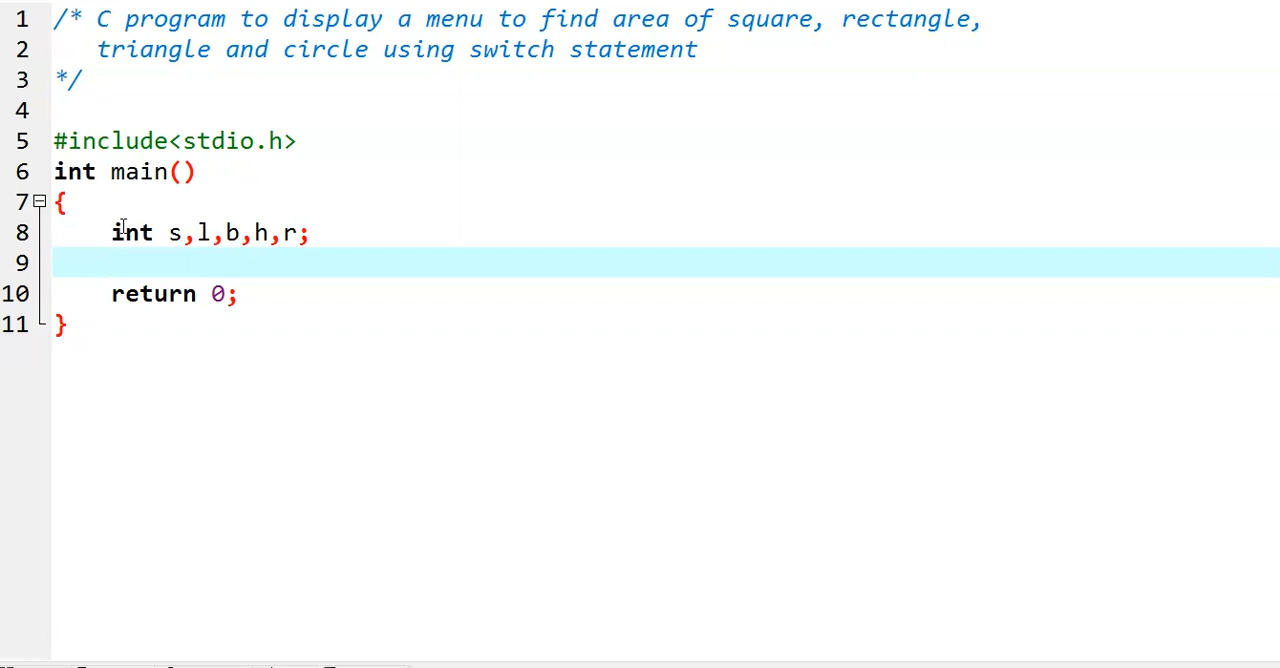 1 /* C program to display a menu to find area of square, rectangle,
2 triangle and circle using switch statement
3 */
4
5 #include<stdio.h>
6 int main()
7 {
8 int s,l,b,h,r;
9
10 return 0;
11 }